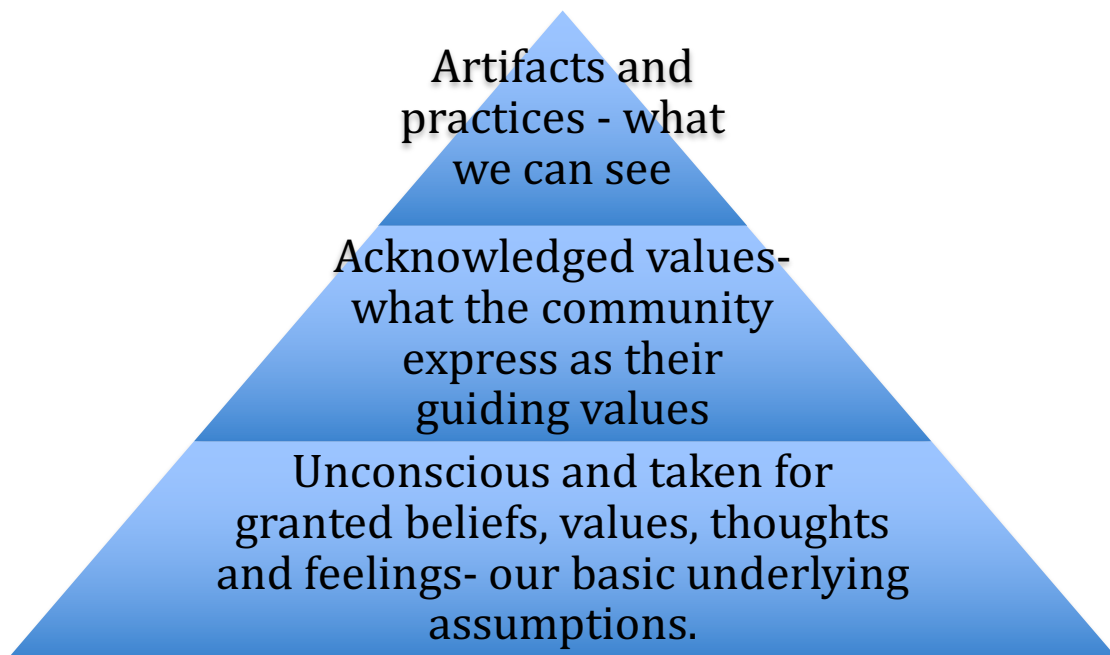 Artifacts and
practices - what
we can see
Acknowledged values-
what the community
express as their
guiding values
Unconscious and taken for
granted beliefs, values, thoughts
and feelings- our basic underlying
assumptions.